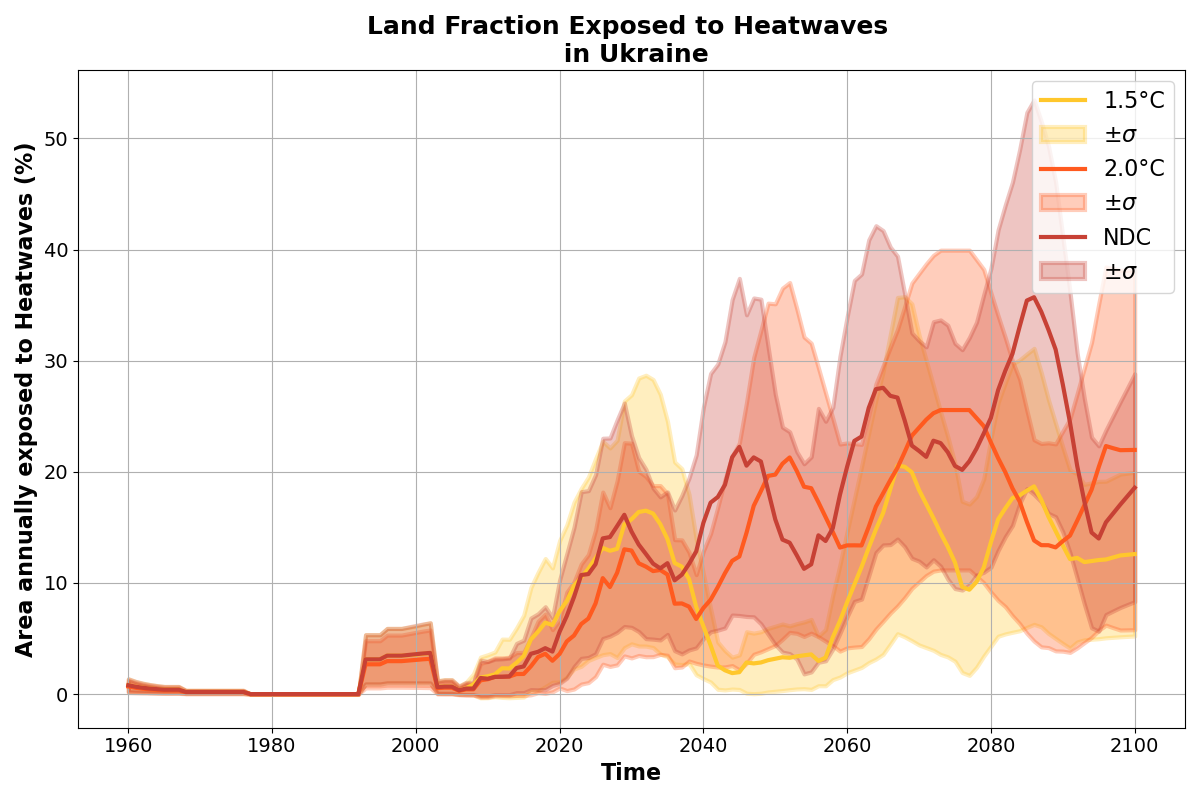 Land Fraction Exposed to Heatwaves
in Ukraine
Area annually exposed to Heatwaves (%)
50
40
30
20
10
0
1.5°C
±σ
2.0°C
±σ
NDC
±σ
1960 1980 2000 2020 2040 2060 2080 2100
Time